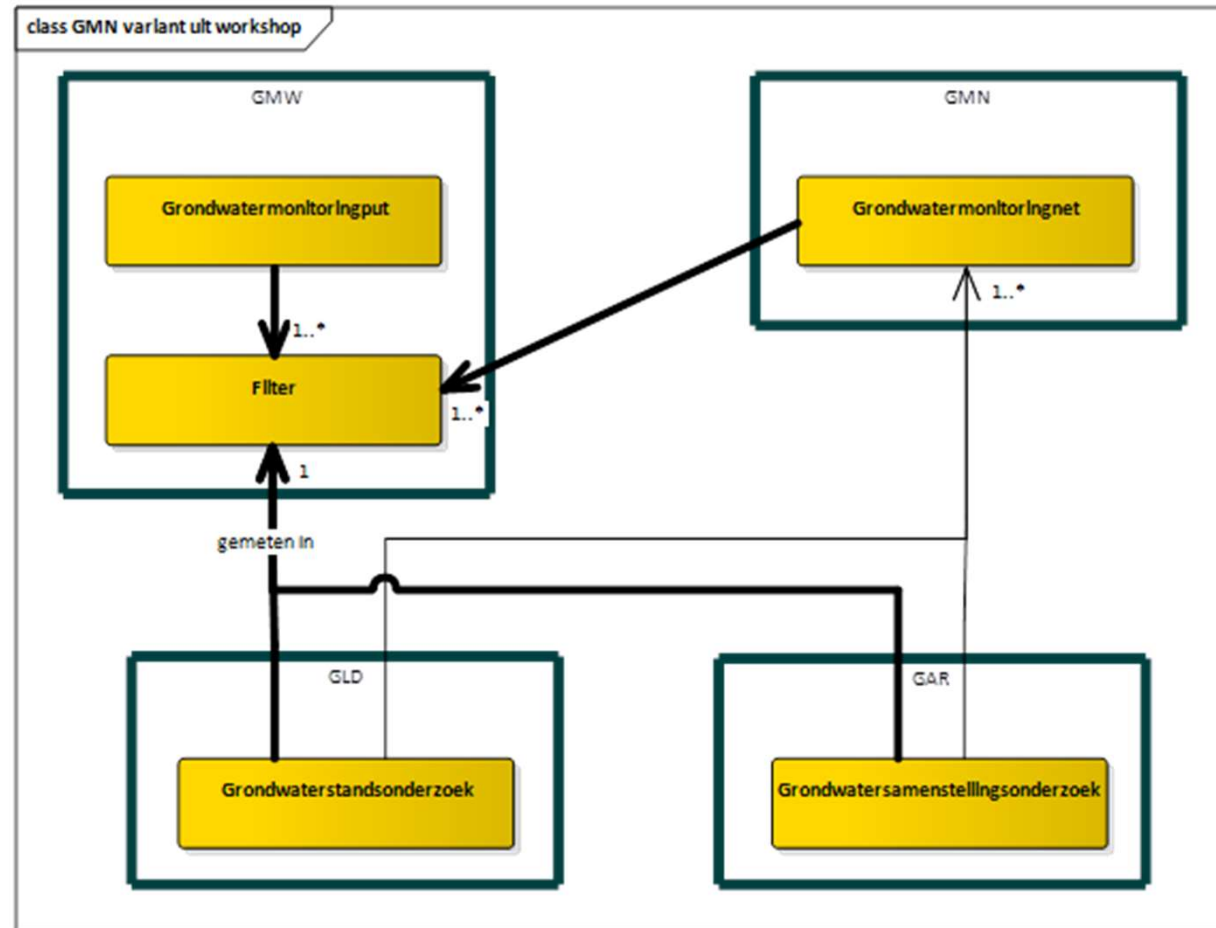 class GMN variant uit workshop
GMW
GMN
Grondwatermonitoringput
Grondwatermonitoringnet
1..*
1..*
Filter
1..*
1
gemeten in
GLD
GAR
Grondwaterstandsonderzoek
Grondwatersamenstellingsonderzoek